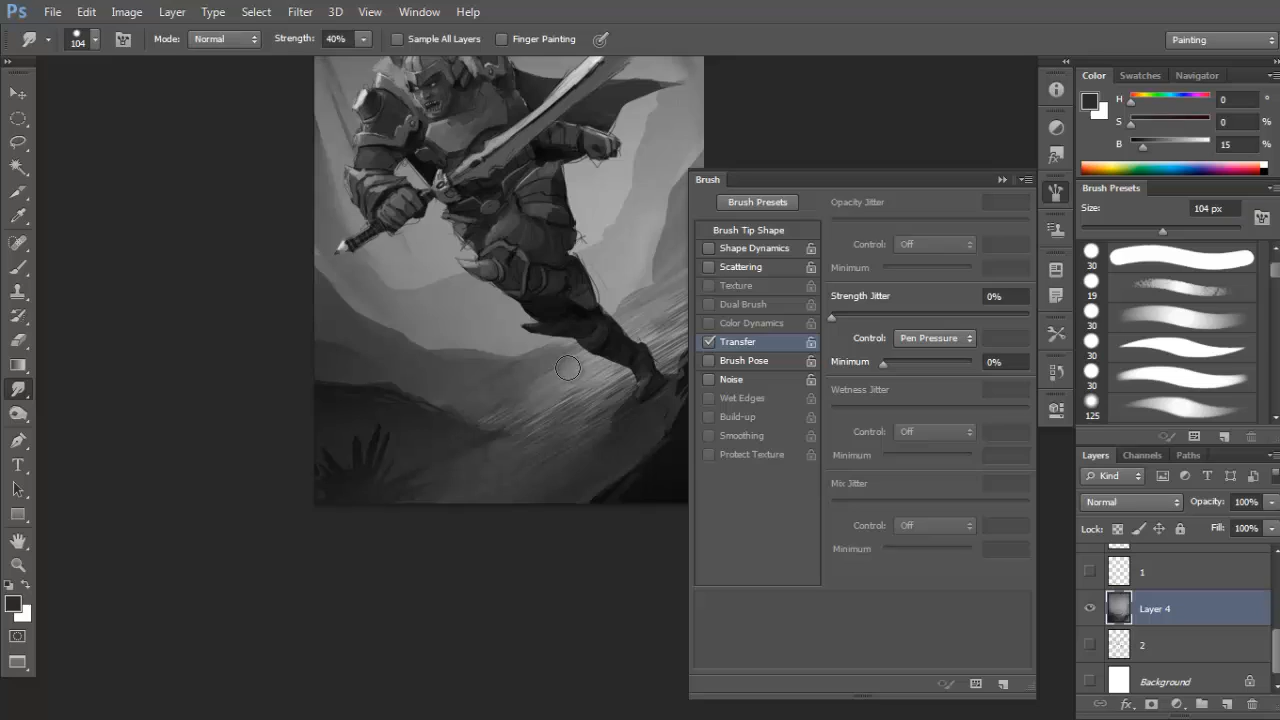 Ps File Edit Image Layer Type Select Filter 3D View Window Help
104 Mode: Normal Strength: 40% Sample All Layers Finger Painting Painting
Color Swatches Navigator
H 0 °
S 0 %
B 15 %
Brush
Brush Presets
Brush Tip Shape
Shape Dynamics
Scattering
Texture
Dual Brush
Color Dynamics
Transfer
Brush Pose
Noise
Wet Edges
Build-up
Smoothing
Protect Texture
Opacity Jitter
Control: Off
Minimum
Strength Jitter 0%
Control: Pen Pressure
Minimum 0%
Wetness Jitter
Control: Off
Minimum
Mix Jitter
Control: Off
Minimum
Brush Presets
Size: 104 px
30
19
30
30
30
125
Layers Channels Paths
Kind
Normal Opacity: 100%
Lock: Fill: 100%
1
Layer 4
2
Background